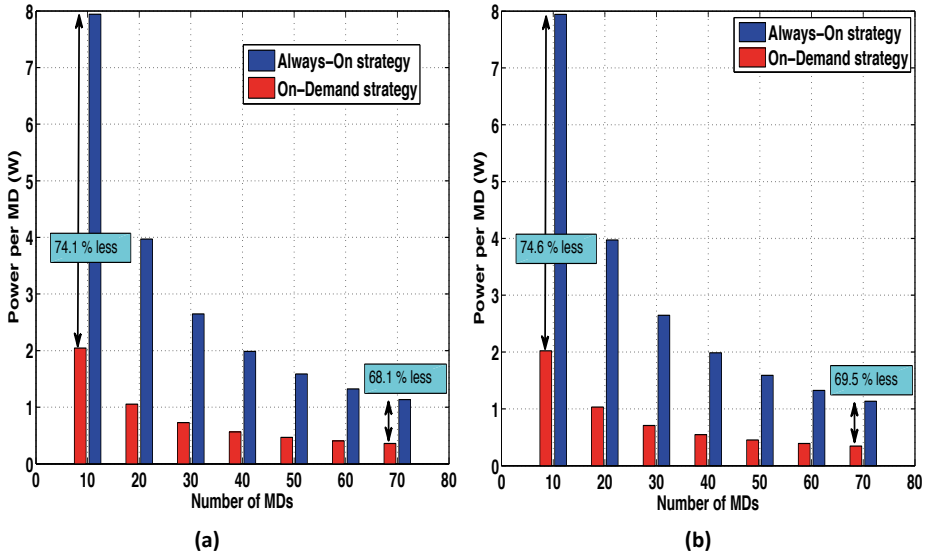 8
7
6
5
4
3
2
1
0
Power per MD (W)
Always-On strategy
On-Demand strategy
74.1 % less
68.1 % less
0 10 20 30 40 50 60 70 80
Number of MDs
(a)
8
7
6
5
4
3
2
1
0
Power per MD (W)
Always-On strategy
On-Demand strategy
74.6 % less
69.5 % less
0 10 20 30 40 50 60 70 80
Number of MDs
(b)